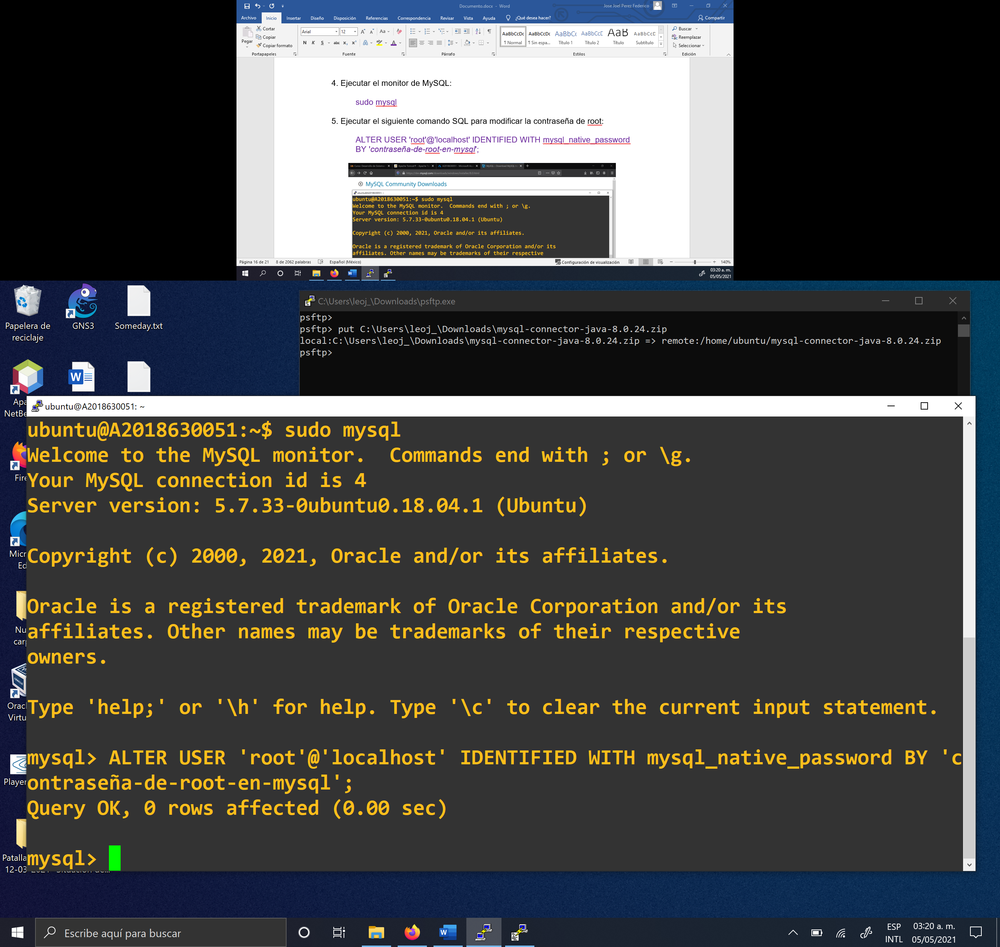 Documento.docx - Word
Jose Joel Perez Federico
Archivo Inicio Insertar Diseño Disposición Referencias Correspondencia Revisar Vista Ayuda ¿Qué desea hacer? Compartir
Pegar
Cortar
Copiar
Copiar formato
Portapapeles
Arial 12
Aa
N K S abc x₂ x²
Fuente
Párrafo
AaBbCcDc AaBbCcDc AaBbC( AaBbCcE AaB AaBbCcC
¶ Normal ¶ Sin espa... Título 1 Título 2 Título Subtítulo
Estilos
Buscar
Reemplazar
Seleccionar
Edición
4. Ejecutar el monitor de MySQL:
sudo mysql
5. Ejecutar el siguiente comando SQL para modificar la contraseña de root:
ALTER USER 'root'@'localhost' IDENTIFIED WITH mysql_native_password
BY 'contraseña-de-root-en-mysql';
MySQL Community Downloads
ubuntu@A2018630051: ~
ubuntu@A2018630051:~$ sudo mysql
Welcome to the MySQL monitor.  Commands end with ; or \g.
Your MySQL connection id is 4
Server version: 5.7.33-0ubuntu0.18.04.1 (Ubuntu)
Copyright (c) 2000, 2021, Oracle and/or its affiliates.
Oracle is a registered trademark of Oracle Corporation and/or its
affiliates. Other names may be trademarks of their respective
Página 16 de 21 8 de 2062 palabras Español (México) Configuración de visualización 140%
03:20 a. m.
05/05/2021
Papelera de
reciclaje
GNS3
Someday.txt
C:\Users\leoj_\Downloads\psftp.exe
psftp>
psftp> put C:\Users\leoj_\Downloads\mysql-connector-java-8.0.24.zip
local:C:\Users\leoj_\Downloads\mysql-connector-java-8.0.24.zip => remote:/home/ubuntu/mysql-connector-java-8.0.24.zip
psftp>
ubuntu@A2018630051: ~
ubuntu@A2018630051:~$ sudo mysql
Welcome to the MySQL monitor.  Commands end with ; or \g.
Your MySQL connection id is 4
Server version: 5.7.33-0ubuntu0.18.04.1 (Ubuntu)
Copyright (c) 2000, 2021, Oracle and/or its affiliates.
Oracle is a registered trademark of Oracle Corporation and/or its
affiliates. Other names may be trademarks of their respective
owners.
Type 'help;' or '\h' for help. Type '\c' to clear the current input statement.
mysql> ALTER USER 'root'@'localhost' IDENTIFIED WITH mysql_native_password BY 'c
ontraseña-de-root-en-mysql';
Query OK, 0 rows affected (0.00 sec)
mysql>
Escribe aquí para buscar
ESP
INTL
03:20 a. m.
05/05/2021